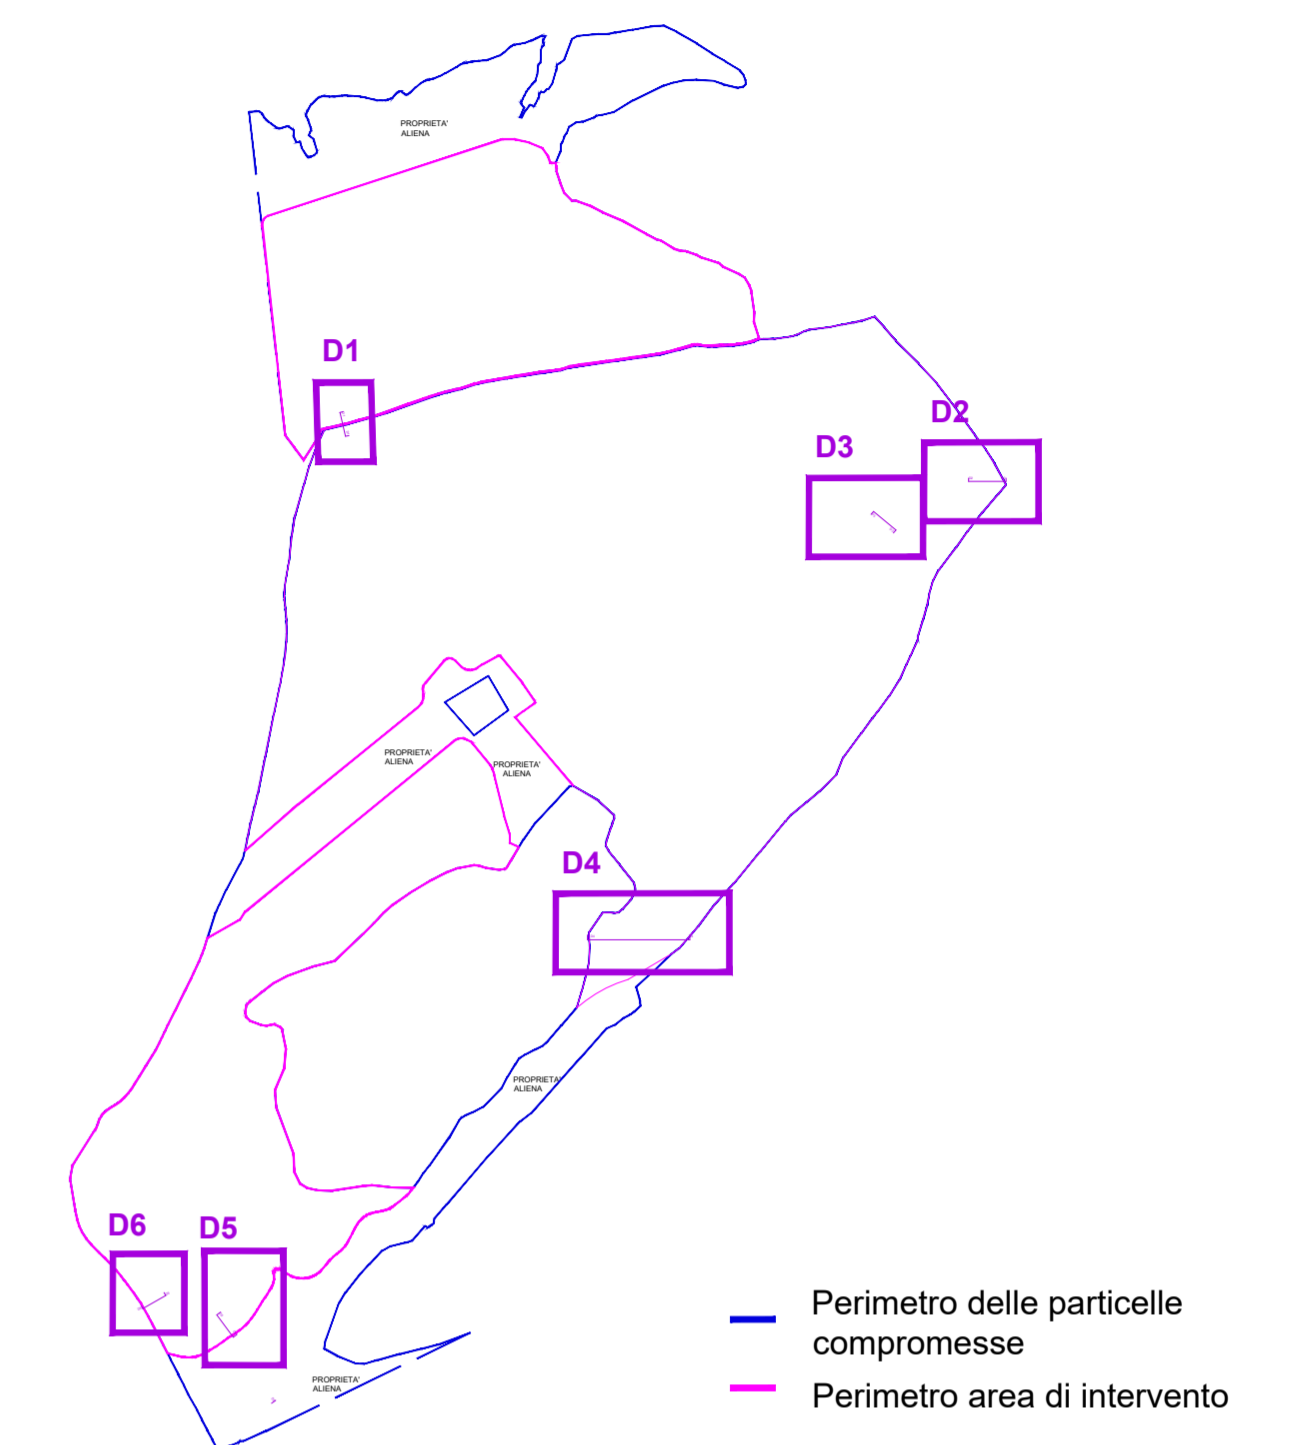 PROPRIETA'
ALIENA
D1
D2
D3
PROPRIETA'
ALIENA
PROPRIETA'
ALIENA
D4
PROPRIETA'
ALIENA
D6
D5
Perimetro delle particelle
compromesse
PROPRIETA'
ALIENA
Perimetro area di intervento